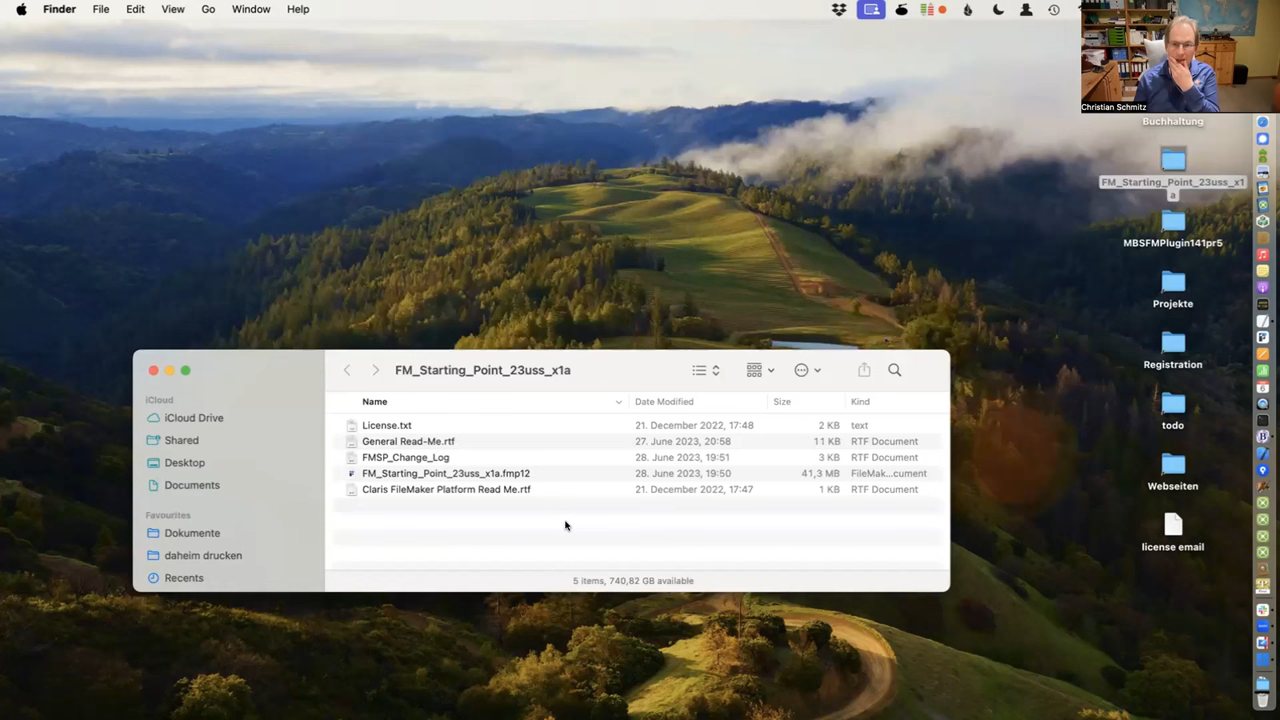 Finder File Edit View Go Window Help
Christian Schmitz
Buchhaltung
FM_Starting_Point_23uss_x1
a
MBSFMPlugin141pr5
Projekte
Registration
todo
Webseiten
license email
FM_Starting_Point_23uss_x1a
iCloud
iCloud Drive
Shared
Desktop
Documents
Favourites
Dokumente
daheim drucken
Recents
Name Date Modified Size Kind
License.txt 21. December 2022, 17:48 2 KB text
General Read-Me.rtf 27. June 2023, 20:58 11 KB RTF Document
FMSP_Change_Log 28. June 2023, 19:51 3 KB RTF Document
FM_Starting_Point_23uss_x1a.fmp12 28. June 2023, 19:50 41,3 MB FileMak...cument
Claris FileMaker Platform Read Me.rtf 21. December 2022, 17:47 1 KB RTF Document
5 items, 740,82 GB available